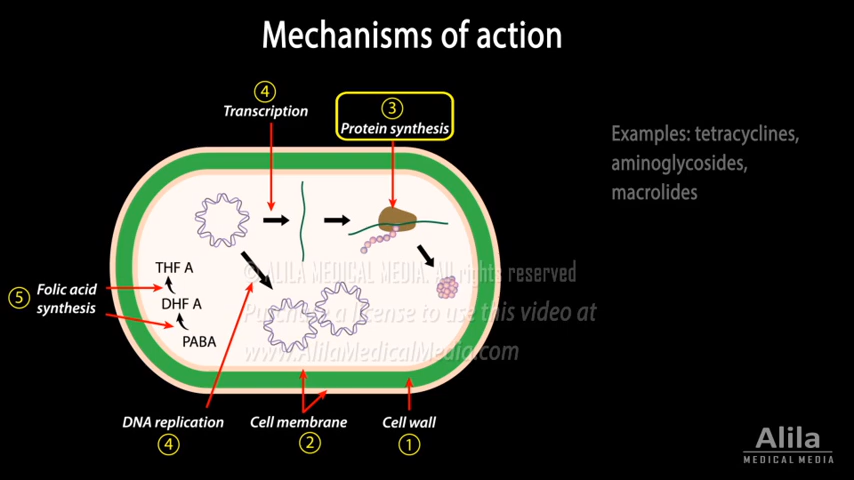 Mechanisms of action
④
Transcription
③
Protein synthesis
Examples: tetracyclines,
aminoglycosides,
macrolides
THF A
⑤ Folic acid
synthesis
DHF A
PABA
© ALILA MEDICAL MEDIA. All rights reserved
Purchase a license to use this video at
www.AlilaMedicalMedia.com
DNA replication
④
Cell membrane
②
Cell wall
①
Alila
MEDICAL MEDIA